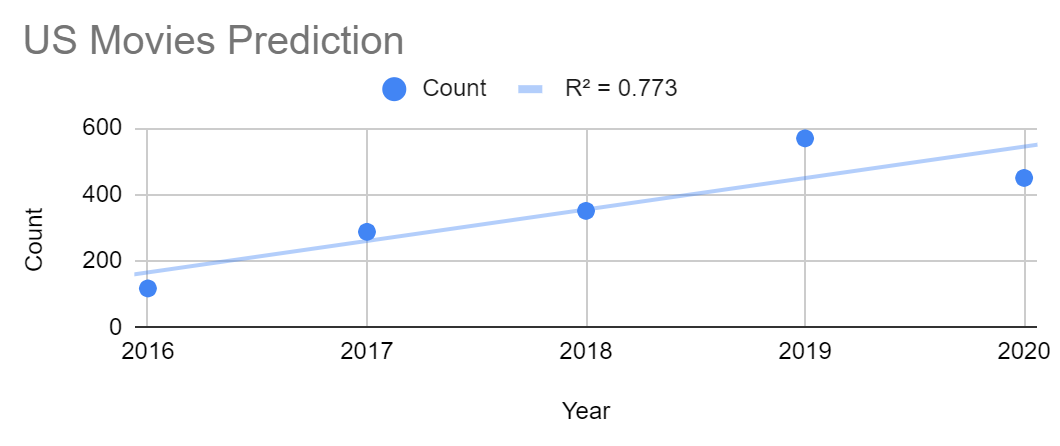 US Movies Prediction
Count R² = 0.773
600
400
200
0
Count
2016 2017 2018 2019 2020
Year